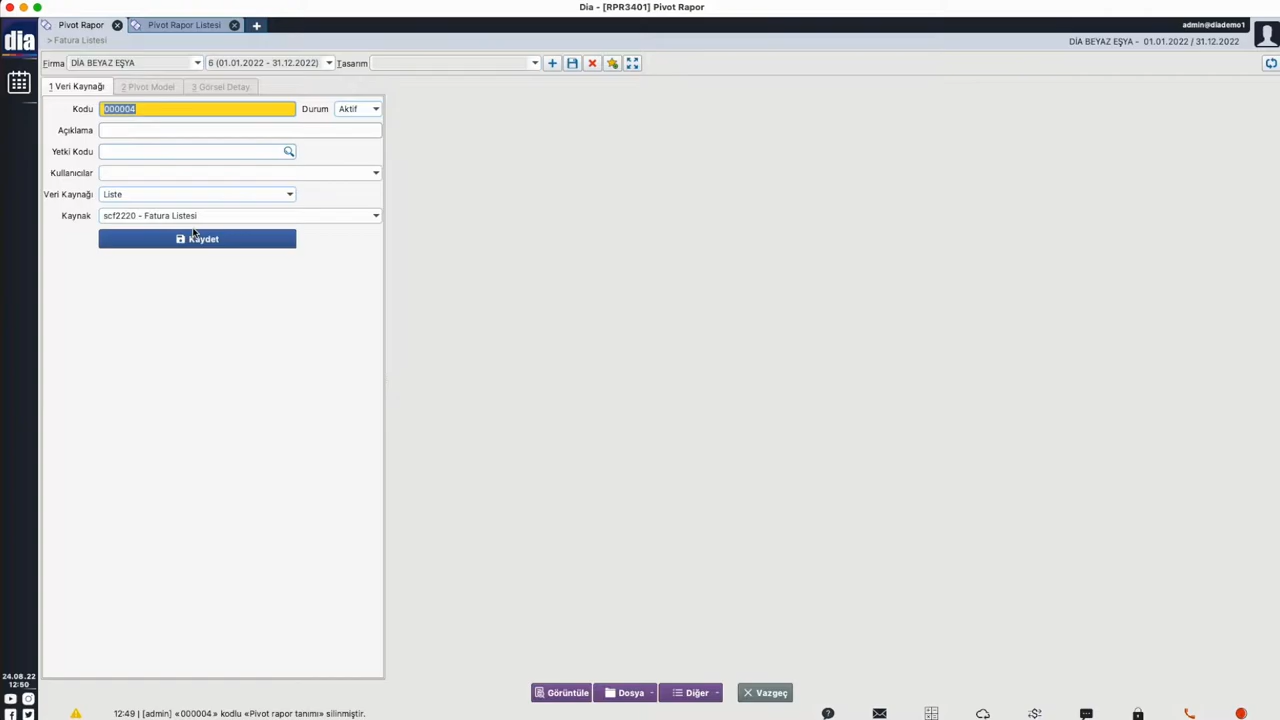 Dia - [RPR3401] Pivot Rapor
Pivot Rapor
Pivot Rapor Listesi
admin@diademo1
dia
> Fatura Listesi
DİA BEYAZ EŞYA - 01.01.2022 / 31.12.2022
Firma DİA BEYAZ EŞYA 6 (01.01.2022 - 31.12.2022) Tasarım
1 Veri Kaynağı 2 Pivot Model 3 Görsel Detay
Kodu 000004 Durum Aktif
Açıklama
Yetki Kodu
Kullanıcılar
Veri Kaynağı Liste
Kaynak scf2220 - Fatura Listesi
Kaydet
24.08.22
12:50
Görüntüle Dosya Diğer Vazgeç
12:49 | [admin] «000004» kodlu «Pivot rapor tanımı» silinmiştir.